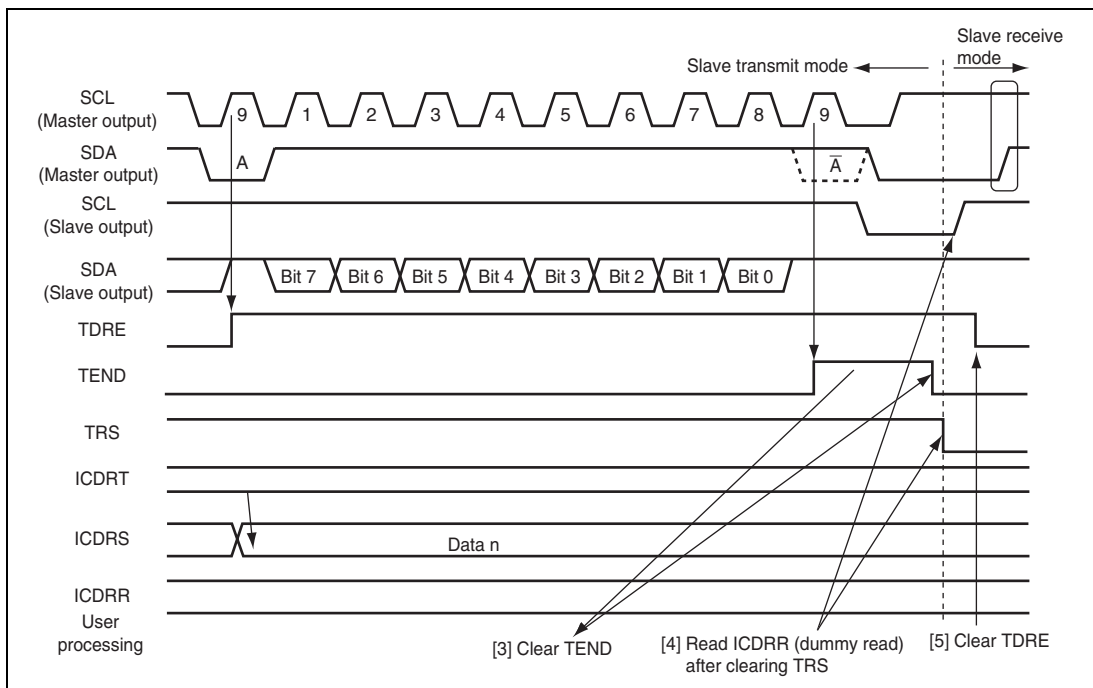 Slave receive
mode
Slave transmit mode
SCL
(Master output)
9 1 2 3 4 5 6 7 8 9
SDA
(Master output)
A A̅
SCL
(Slave output)
SDA
(Slave output)
Bit 7 Bit 6 Bit 5 Bit 4 Bit 3 Bit 2 Bit 1 Bit 0
TDRE
TEND
TRS
ICDRT
ICDRS
Data n
ICDRR
User
processing
[3] Clear TEND
[4] Read ICDRR (dummy read)
after clearing TRS
[5] Clear TDRE